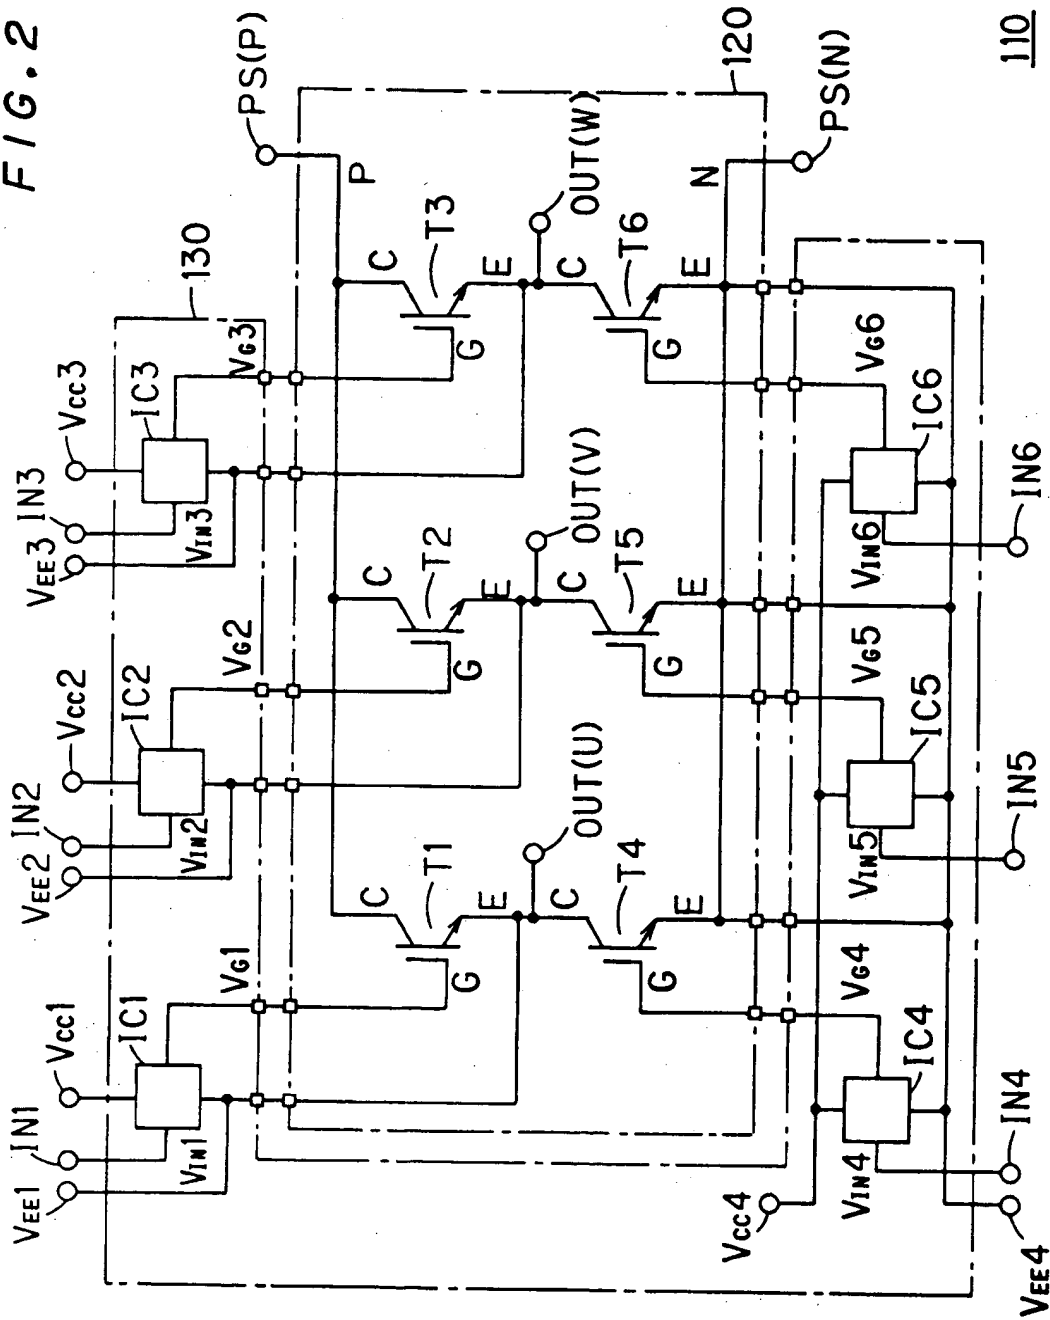 FIG. 2
110
PS(P)
120
PS(N)
P
N
130
OUT(W)
VCC3
IC3
VG3
IN3
VIN3
VEE3
C
T3
E
G
C
T6
E
G
VG6
IC6
VIN6
IN6
OUT(V)
VCC2
IC2
VG2
IN2
VIN2
VEE2
C
T2
E
G
C
T5
E
G
VG5
IC5
VIN5
IN5
OUT(U)
VCC1
IC1
VG1
IN1
VIN1
VEE1
C
T1
E
G
C
T4
E
G
VG4
IC4
VIN4
IN4
VCC4
VEE4